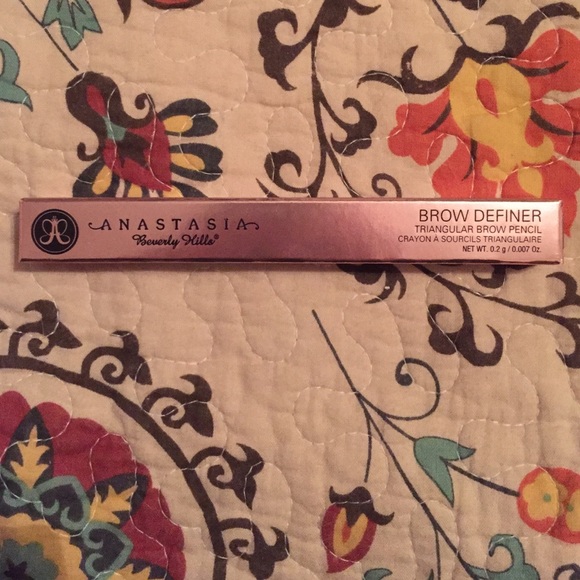 ANASTASIA
Beverly Hills®
BROW DEFINER
TRIANGULAR BROW PENCIL
CRAYON À SOURCILS TRIANGULAIRE
NET WT. 0.2 g / 0.007 Oz.